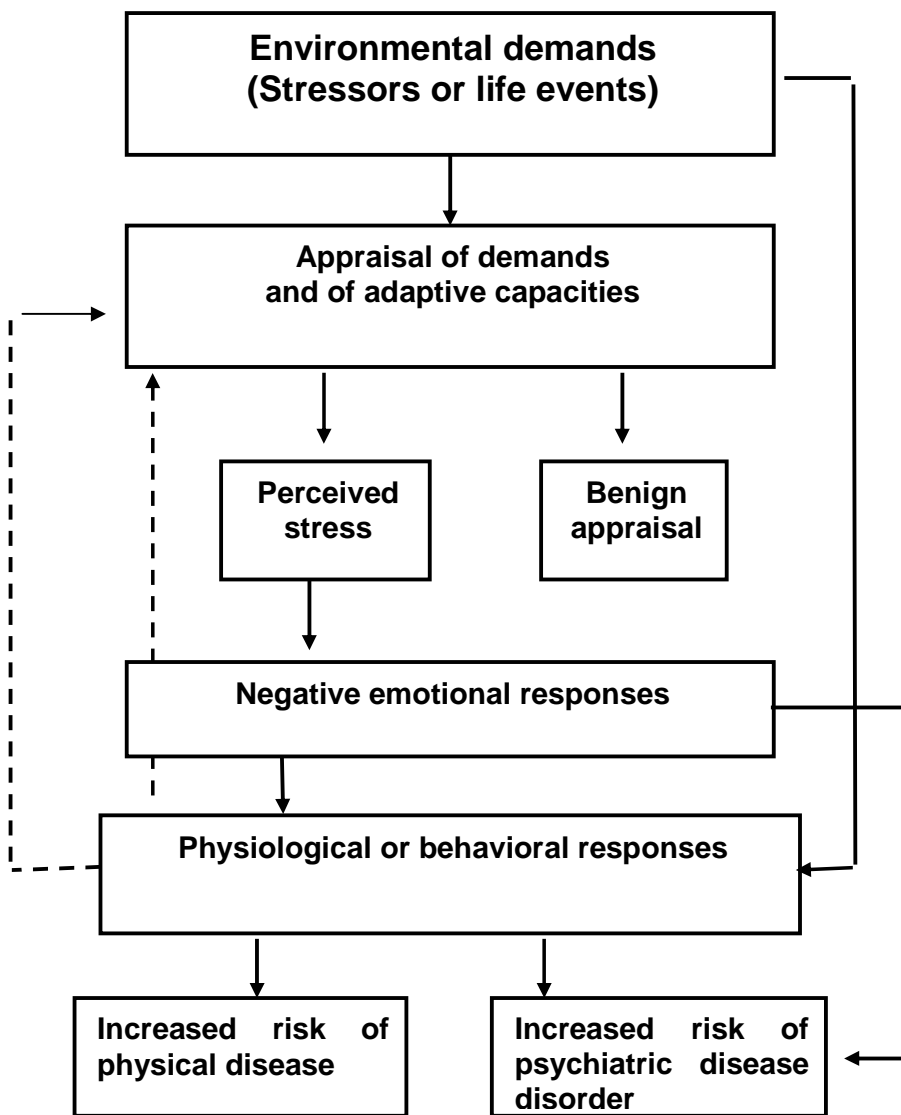 Environmental demands
(Stressors or life events)
Appraisal of demands
and of adaptive capacities
Perceived
stress
Benign
appraisal
Negative emotional responses
Physiological or behavioral responses
Increased risk of
physical disease
Increased risk of
psychiatric disease
disorder